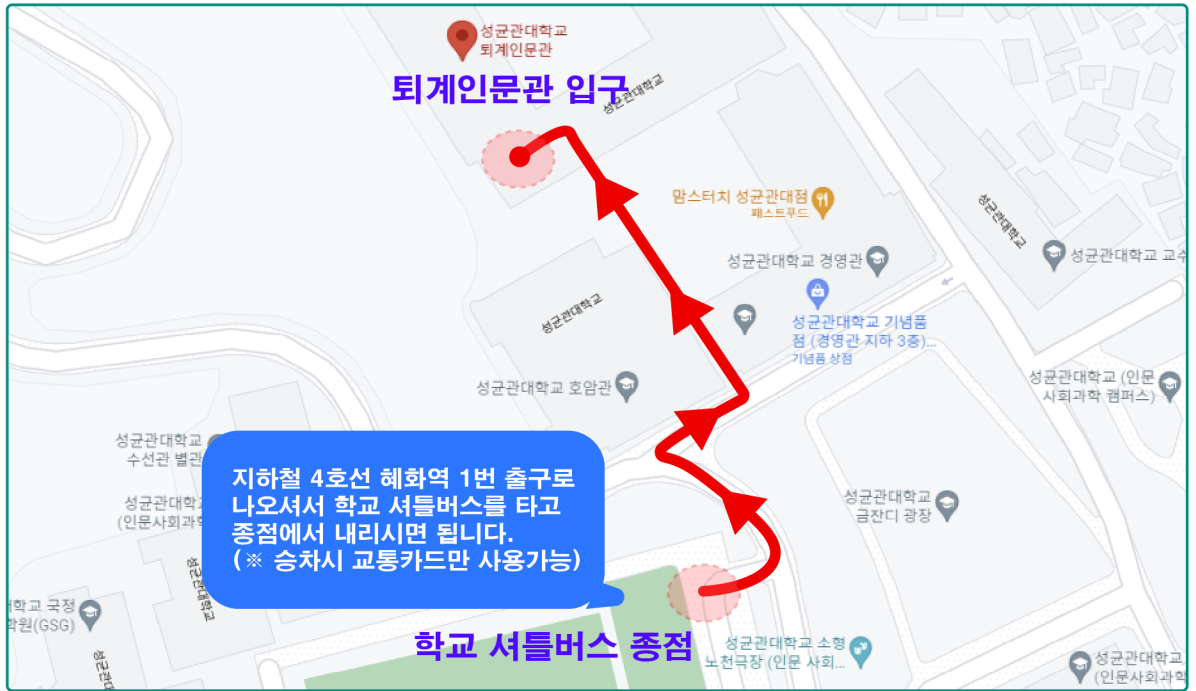 성균관대학교
퇴계인문관
퇴계인문관 입구
성균관대학교
맘스터치 성균관대점
패스트푸드
성균관대학교
성균관대학교 경영관
성균관대학교 교수
성균관대학교
성균관대학교 기념품
점 (경영관 지하 3층)...
기념품 상점
성균관대학교 호암관
성균관대학교 (인문
사회과학 캠퍼스)
성균관대학교
수선관 별관
성균관대학교
(인문사회과학
지하철 4호선 혜화역 1번 출구로
나오셔서 학교 셔틀버스를 타고
종점에서 내리시면 됩니다.
(※ 승차시 교통카드만 사용가능)
성균관대학교
금잔디 광장
성균관대학교
학교 국정
학원(GSG)
학교 셔틀버스 종점
성균관대학교 소형
노천극장 (인문 사회...
성균관대
성균관대학교
(인문사회과학